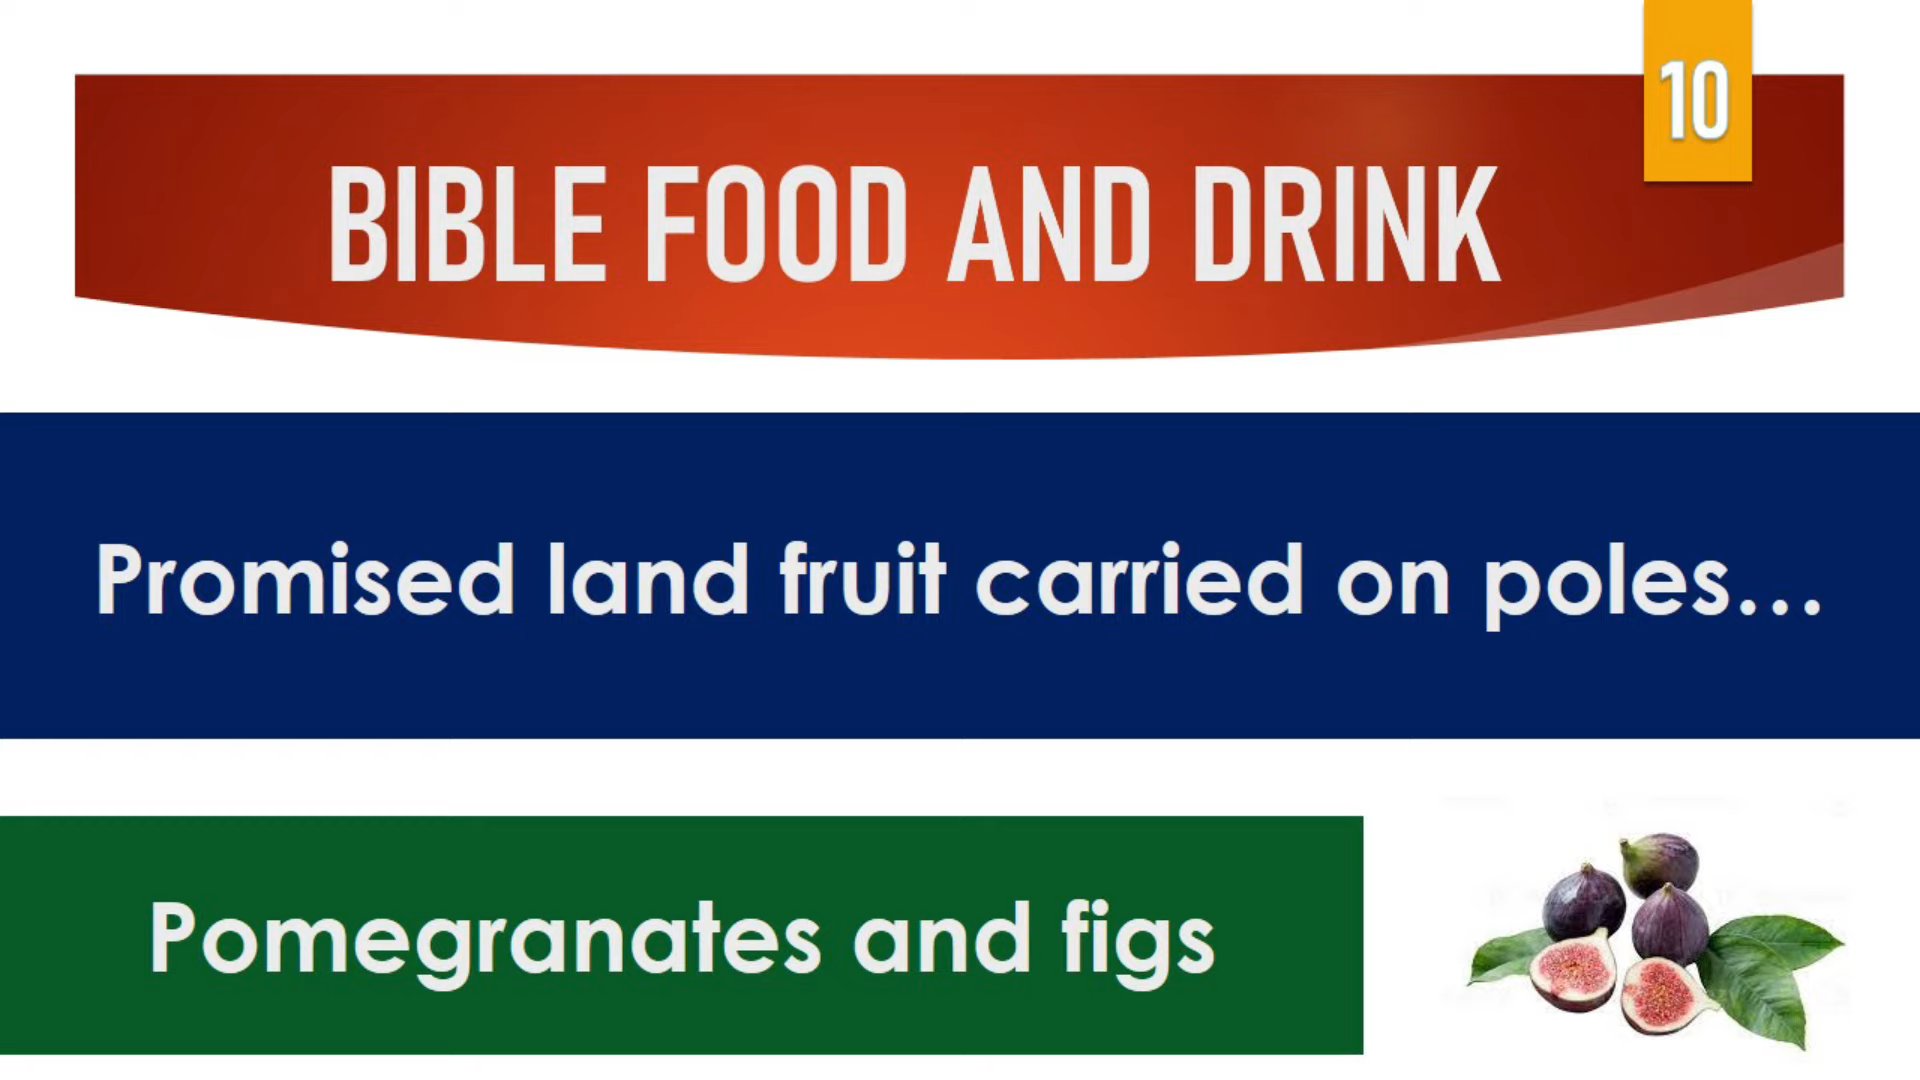 10
BIBLE FOOD AND DRINK
Promised land fruit carried on poles...
Pomegranates and figs